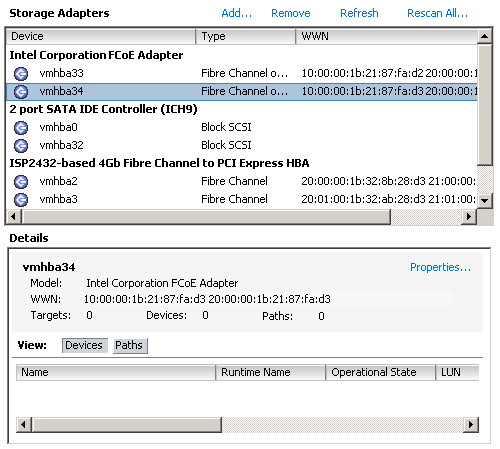 Storage Adapters Add... Remove Refresh Rescan All...
Device Type WWN
Intel Corporation FCoE Adapter
vmhba33 Fibre Channel o... 10:00:00:1b:21:87:fa:d2 20:00:00:1
vmhba34 Fibre Channel o... 10:00:00:1b:21:87:fa:d3 20:00:00:1
2 port SATA IDE Controller (ICH9)
vmhba0 Block SCSI
vmhba32 Block SCSI
ISP2432-based 4Gb Fibre Channel to PCI Express HBA
vmhba2 Fibre Channel 20:00:00:1b:32:8b:28:d3 21:00:00:
vmhba3 Fibre Channel 20:01:00:1b:32:ab:28:d3 21:01:00:
Details
vmhba34 Properties...
Model: Intel Corporation FCoE Adapter
WWN: 10:00:00:1b:21:87:fa:d3 20:00:00:1b:21:87:fa:d3
Targets: 0 Devices: 0 Paths: 0
View: Devices Paths
Name Runtime Name Operational State LUN